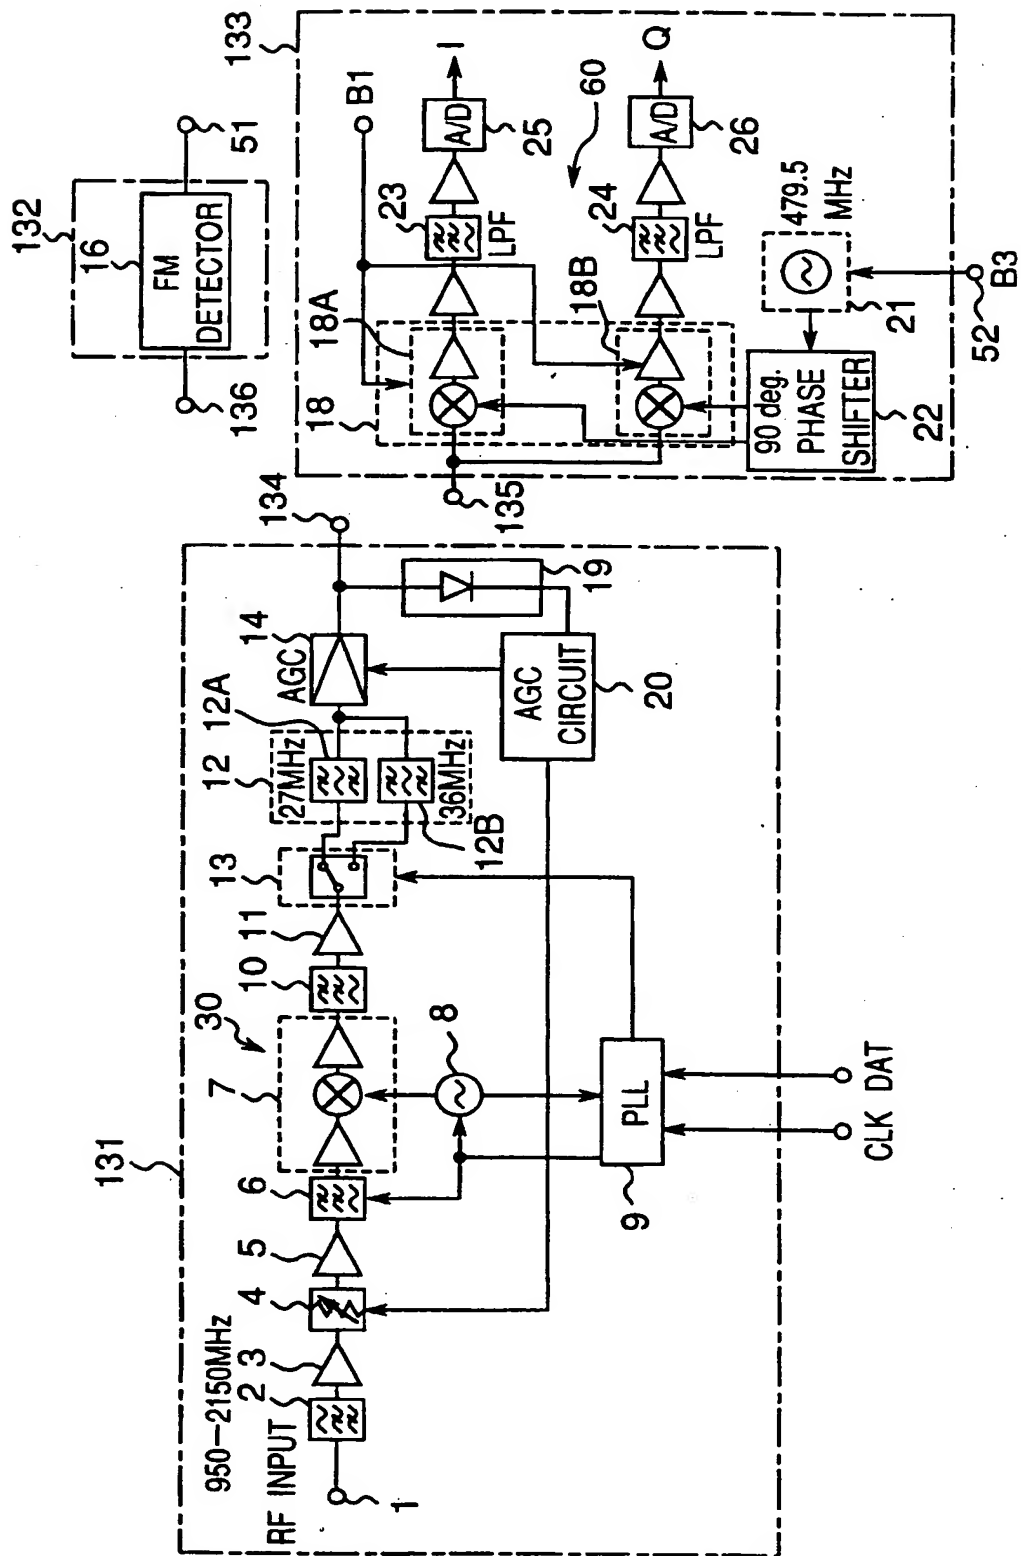 131
950–2150MHz
RF INPUT
1
2
3
4
5
6
7
30
8
9
PLL
CLK
DAT
10
11
13
12
27MHz
12A
36MHz
12B
14
AGC
134
19
AGC
CIRCUIT
20
132
16
FM
DETECTOR
136
51
133
135
18
18A
18B
B1
23
LPF
A/D
25
I
24
LPF
A/D
26
Q
60
479.5
MHz
21
90 deg.
PHASE
SHIFTER
22
52
B3